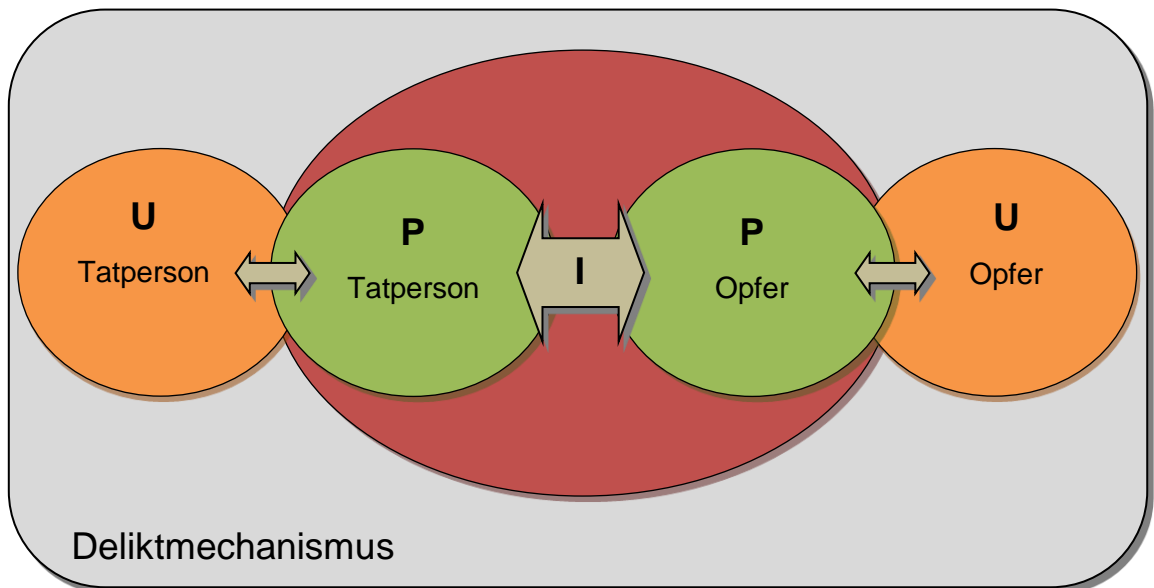 U
Tatperson
P
Tatperson
I
P
Opfer
U
Opfer
Deliktmechanismus